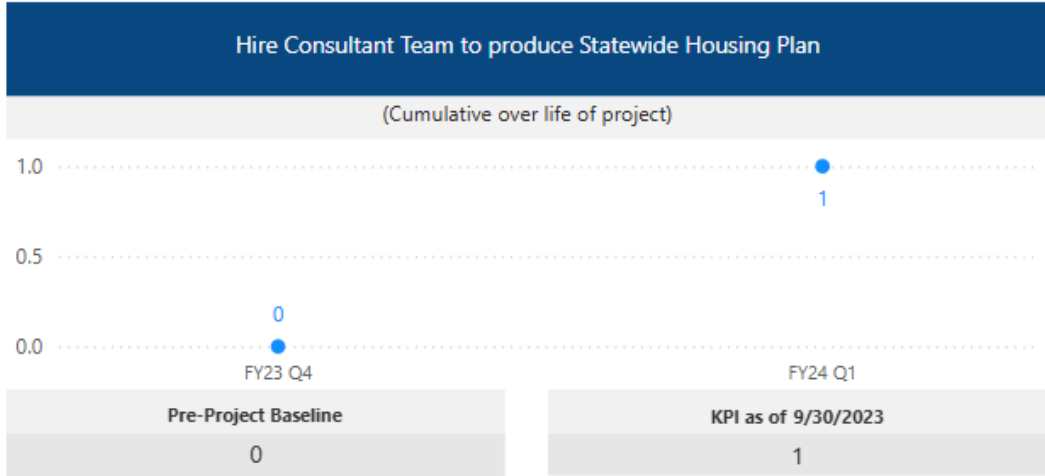 Hire Consultant Team to produce Statewide Housing Plan
(Cumulative over life of project)
1.0
1
0.5
0
0.0
FY23 Q4 FY24 Q1
Pre-Project Baseline KPI as of 9/30/2023
0 1